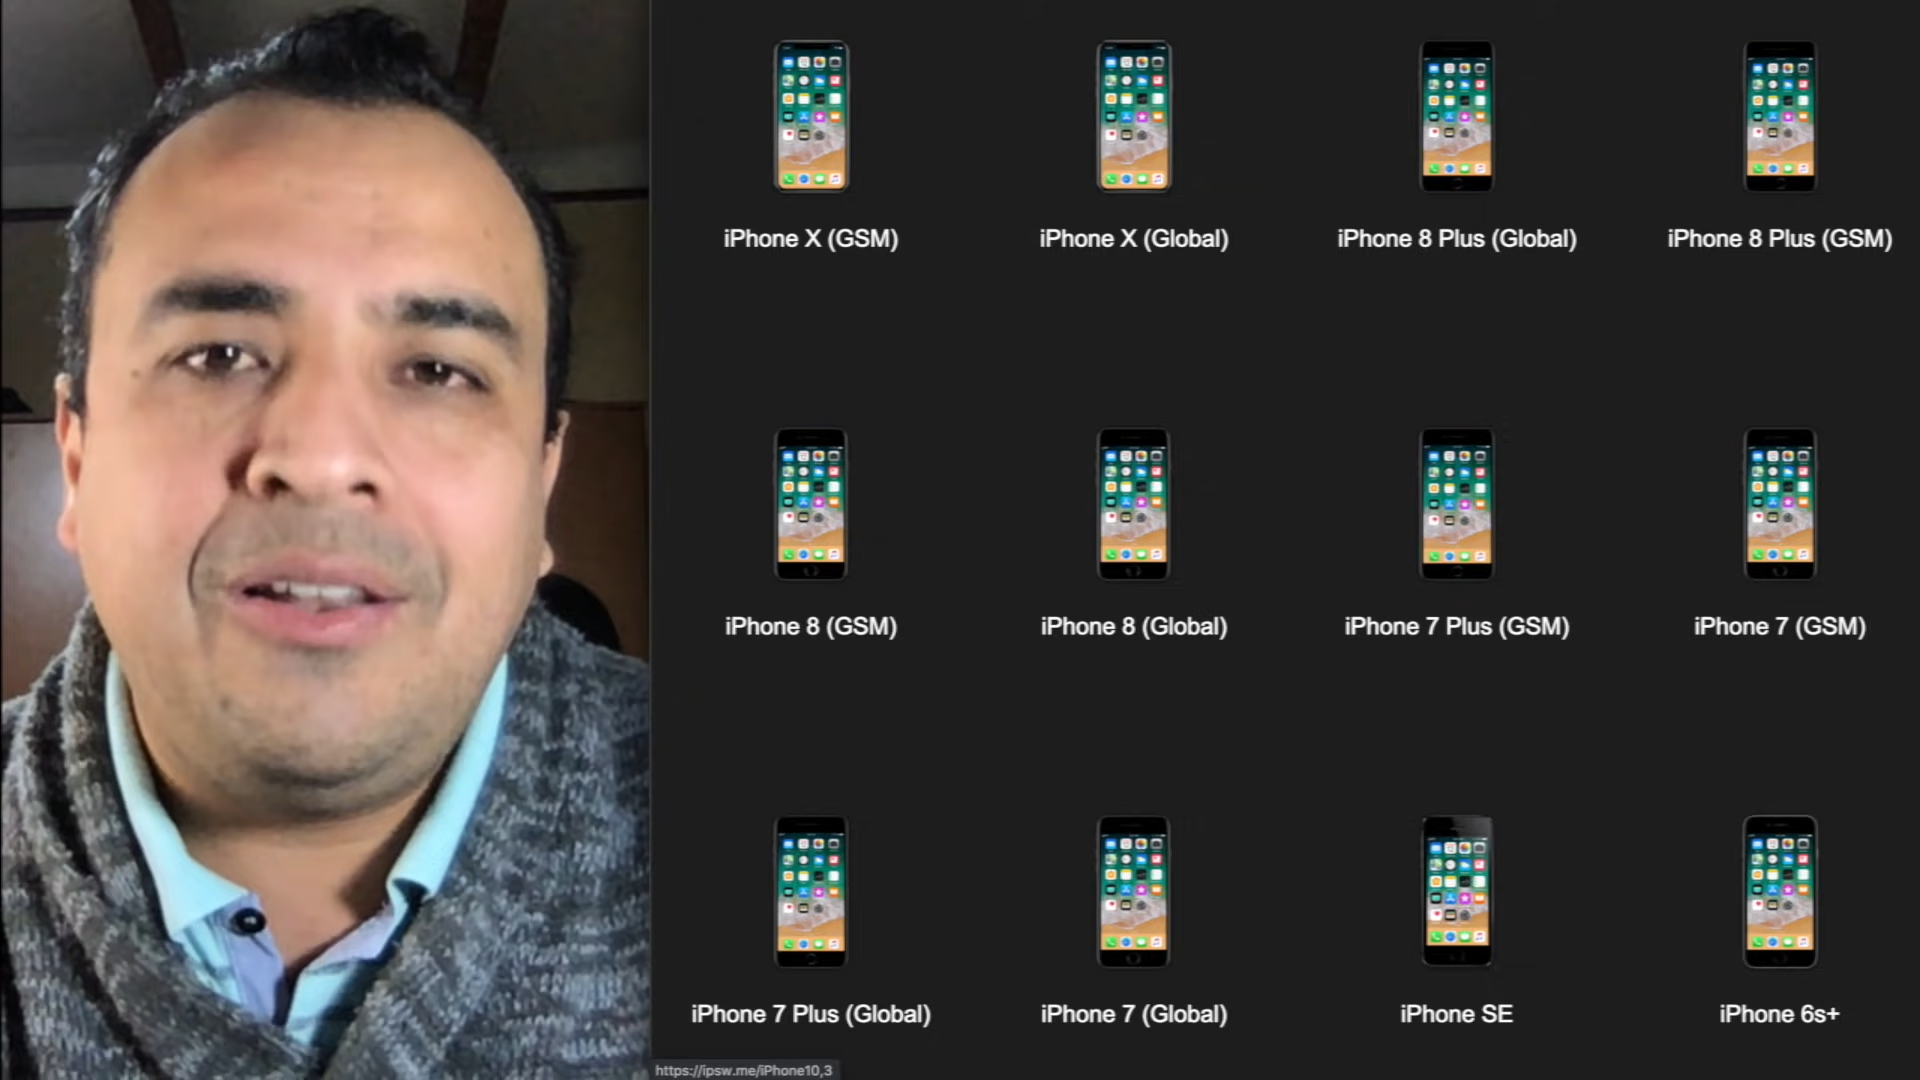 iPhone X (GSM)
iPhone X (Global)
iPhone 8 Plus (Global)
iPhone 8 Plus (GSM)
iPhone 8 (GSM)
iPhone 8 (Global)
iPhone 7 Plus (GSM)
iPhone 7 (GSM)
iPhone 7 Plus (Global)
iPhone 7 (Global)
iPhone SE
iPhone 6s+
https://ipsw.me/iPhone10,3